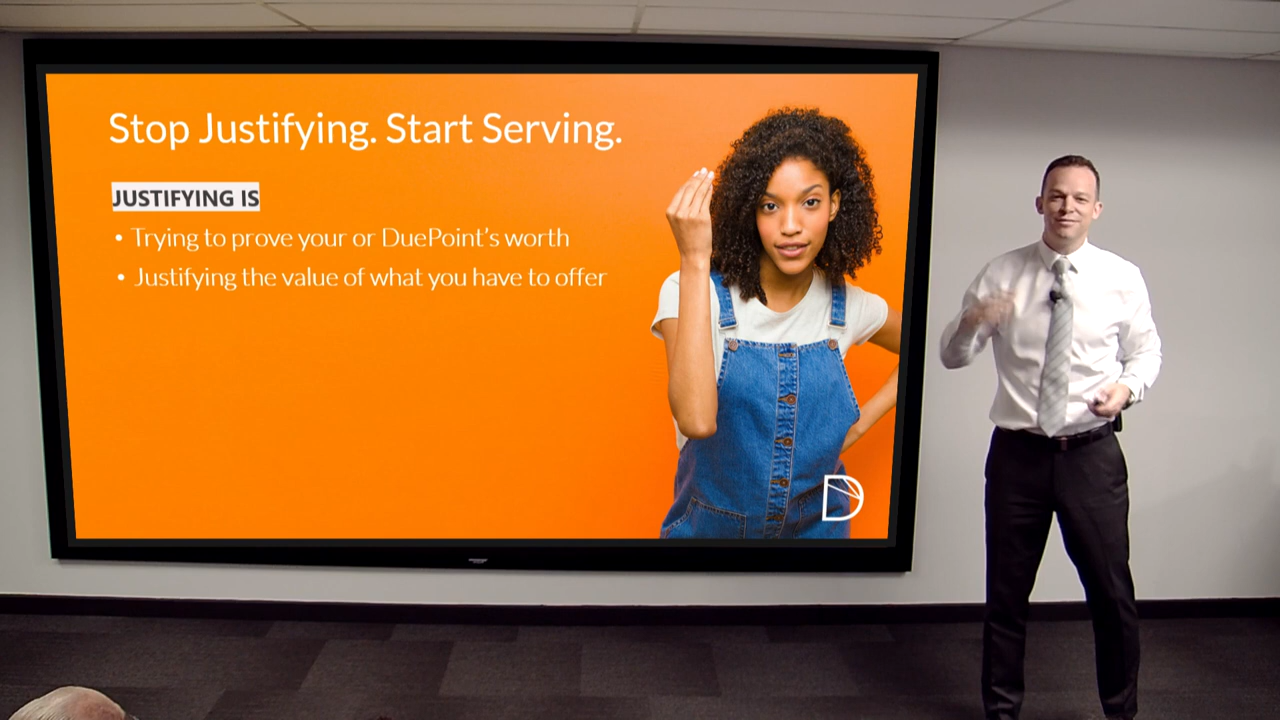 Stop Justifying. Start Serving.
JUSTIFYING IS
• Trying to prove your or DuePoint's worth
• Justifying the value of what you have to offer